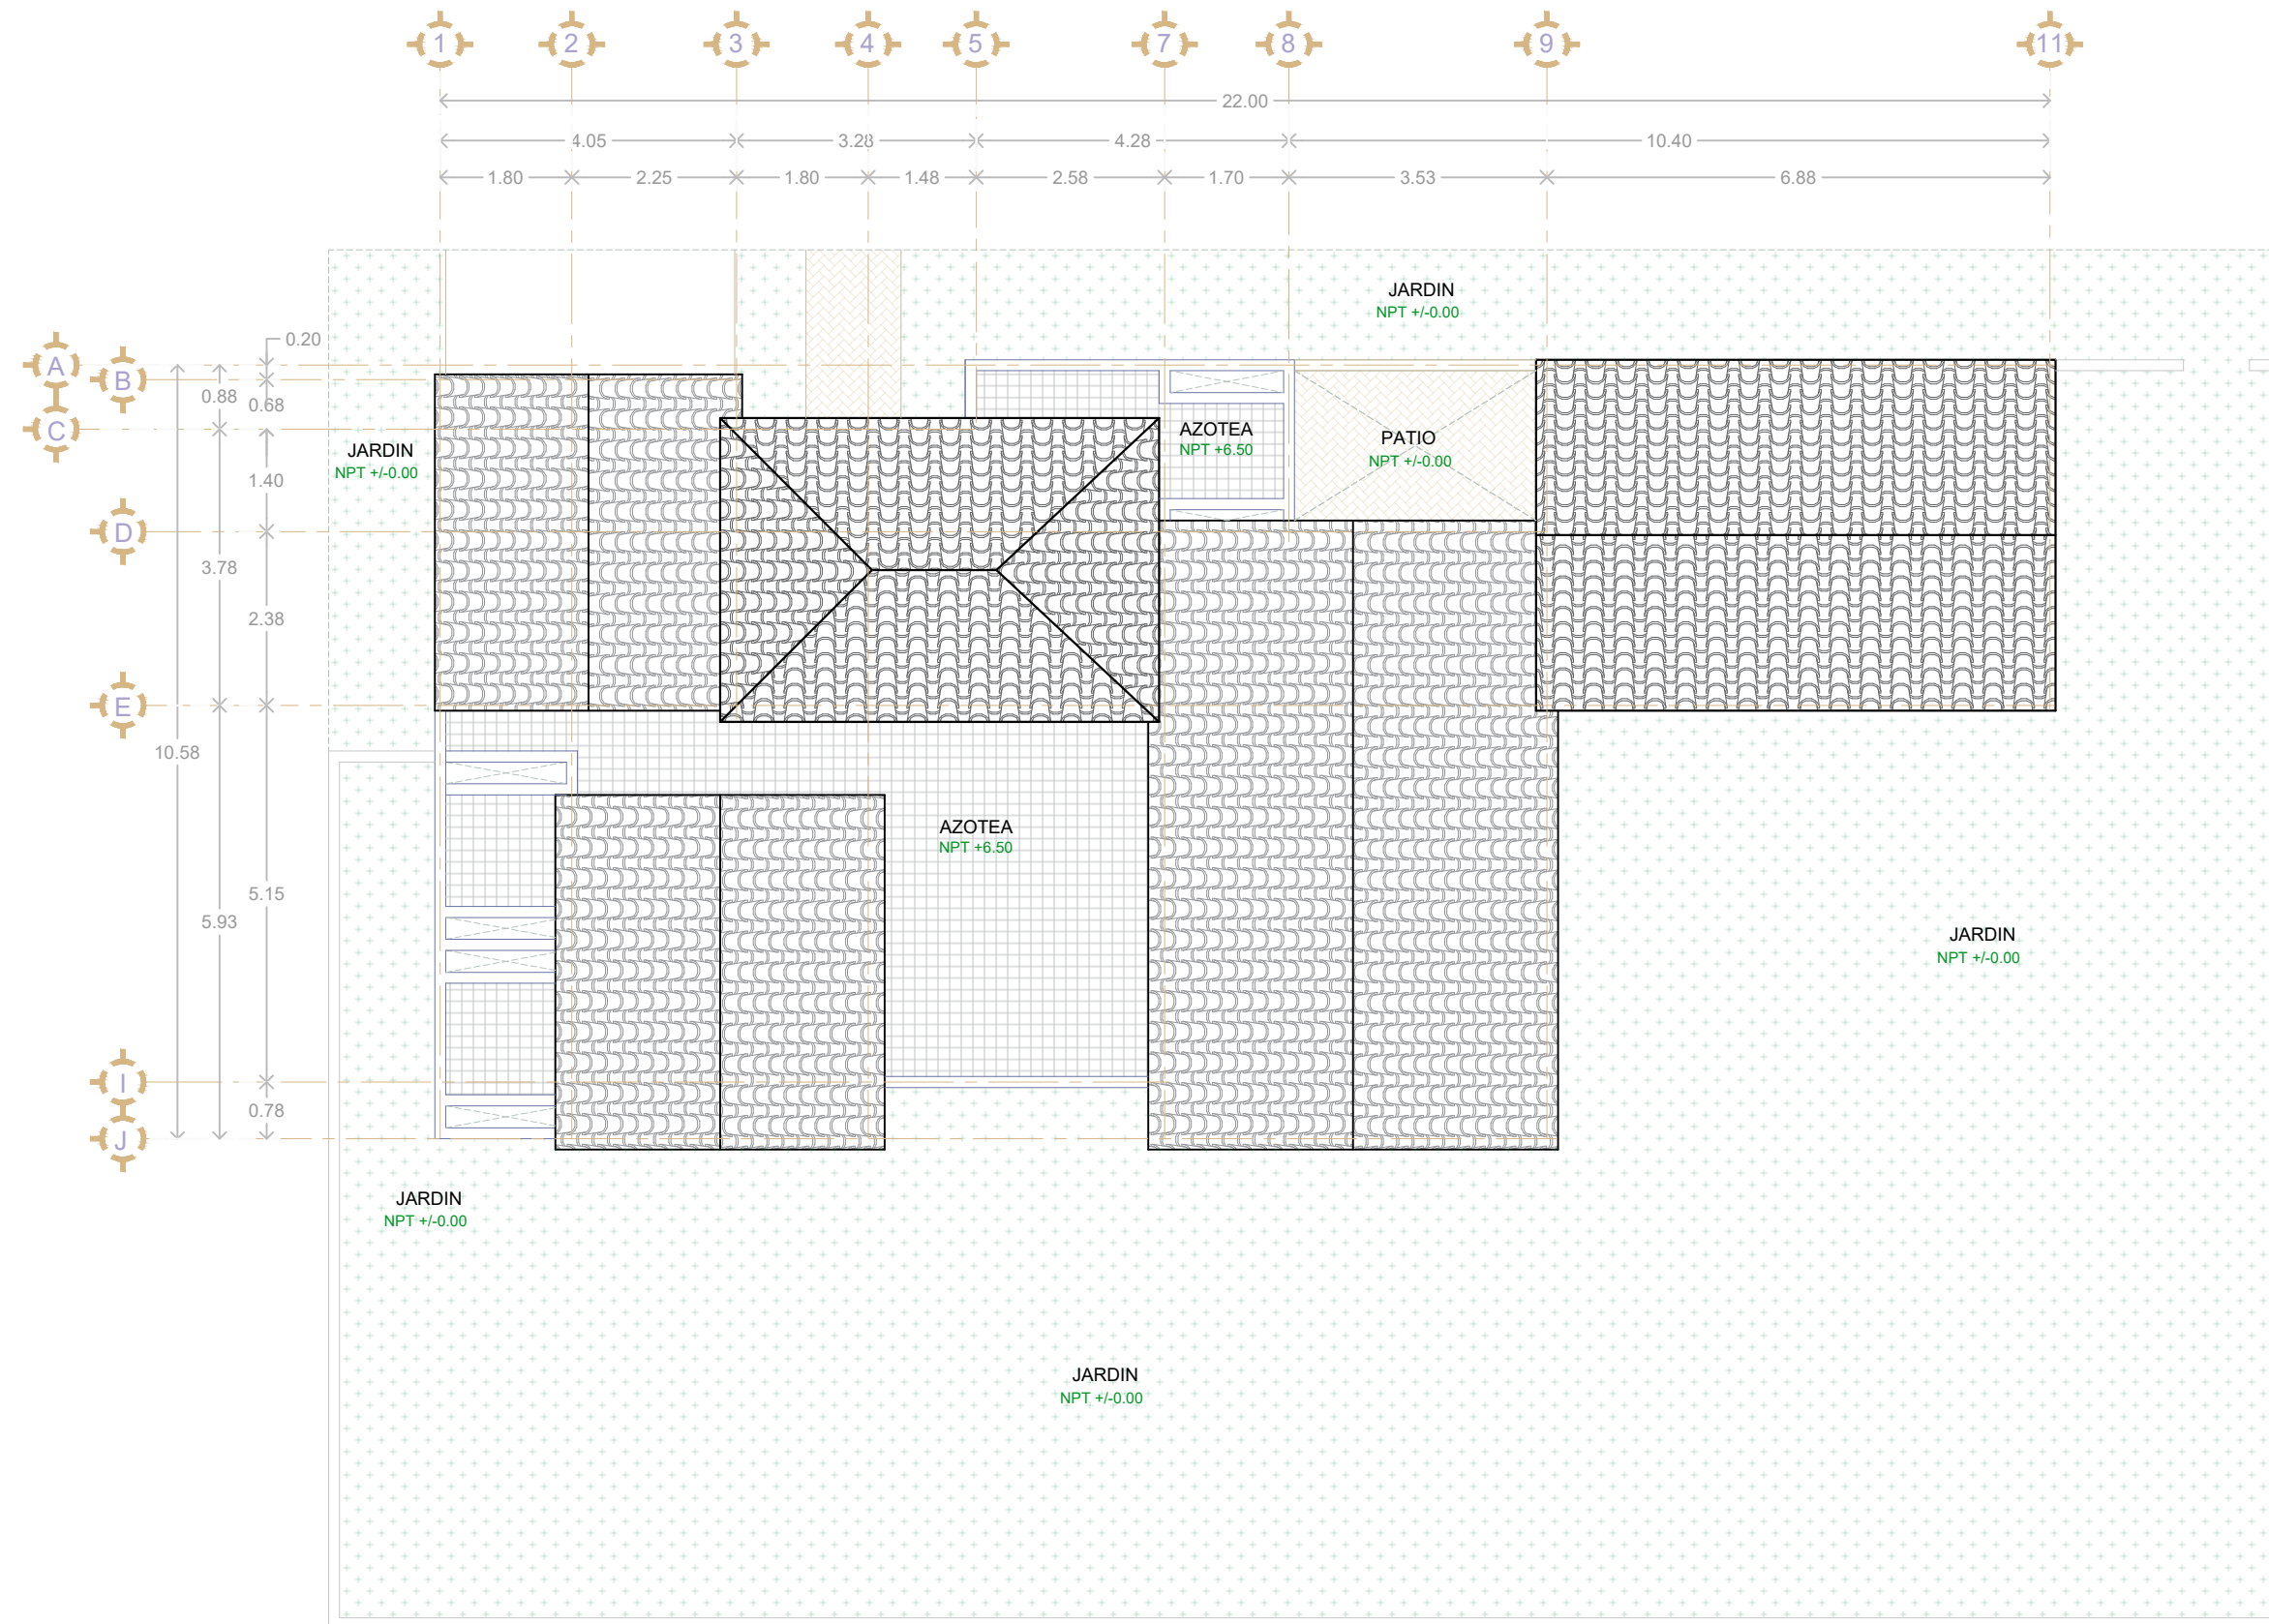 1 2 3 4 5 7 8 9 11
22.00
4.05 3.28 4.28 10.40
1.80 2.25 1.80 1.48 2.58 1.70 3.53 6.88
JARDIN
NPT +/-0.00
0.20
A
B
0.88
0.68
C
JARDIN
NPT +/-0.00
AZOTEA
NPT +6.50
PATIO
NPT +/-0.00
1.40
D
3.78
2.38
E
10.58
AZOTEA
NPT +6.50
5.15
5.93
JARDIN
NPT +/-0.00
I
0.78
J
JARDIN
NPT +/-0.00
JARDIN
NPT +/-0.00